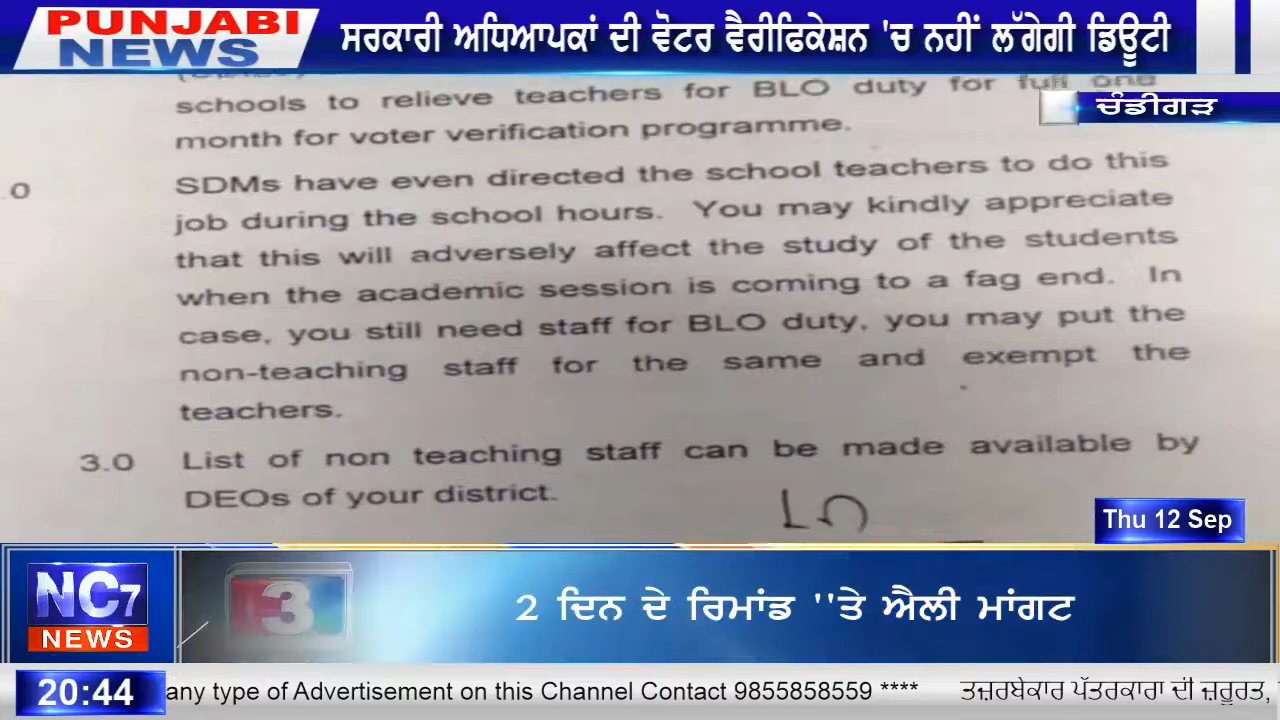 PUNJABI
NEWS
ਸਰਕਾਰੀ ਅਧਿਆਪਕਾਂ ਦੀ ਵੋਟਰ ਵੈਰੀਫਿਕੇਸ਼ਨ 'ਚ ਨਹੀਂ ਲੱਗੇਗੀ ਡਿਊਟੀ
ਚੰਡੀਗੜ
schools to relieve teachers for BLO duty for full one
month for voter verification programme.
.0 SDMs have even directed the school teachers to do this
job during the school hours. You may kindly appreciate
that this will adversely affect the study of the students
when the academic session is coming to a fag end. In
case, you still need staff for BLO duty, you may put the
non-teaching staff for the same and exempt the
teachers.
3.0 List of non teaching staff can be made available by
DEOs of your district.
Thu 12 Sep
NC7
NEWS
3
2 ਦਿਨ ਦੇ ਰਿਮਾਂਡ ''ਤੇ ਐਲੀ ਮਾਂਗਟ
20:44
any type of Advertisement on this Channel Contact 9855858559 **** ਤਜ਼ਰਬੇਕਾਰ ਪੱਤਰਕਾਰਾ ਦੀ ਜ਼ਰੂਰਤ,